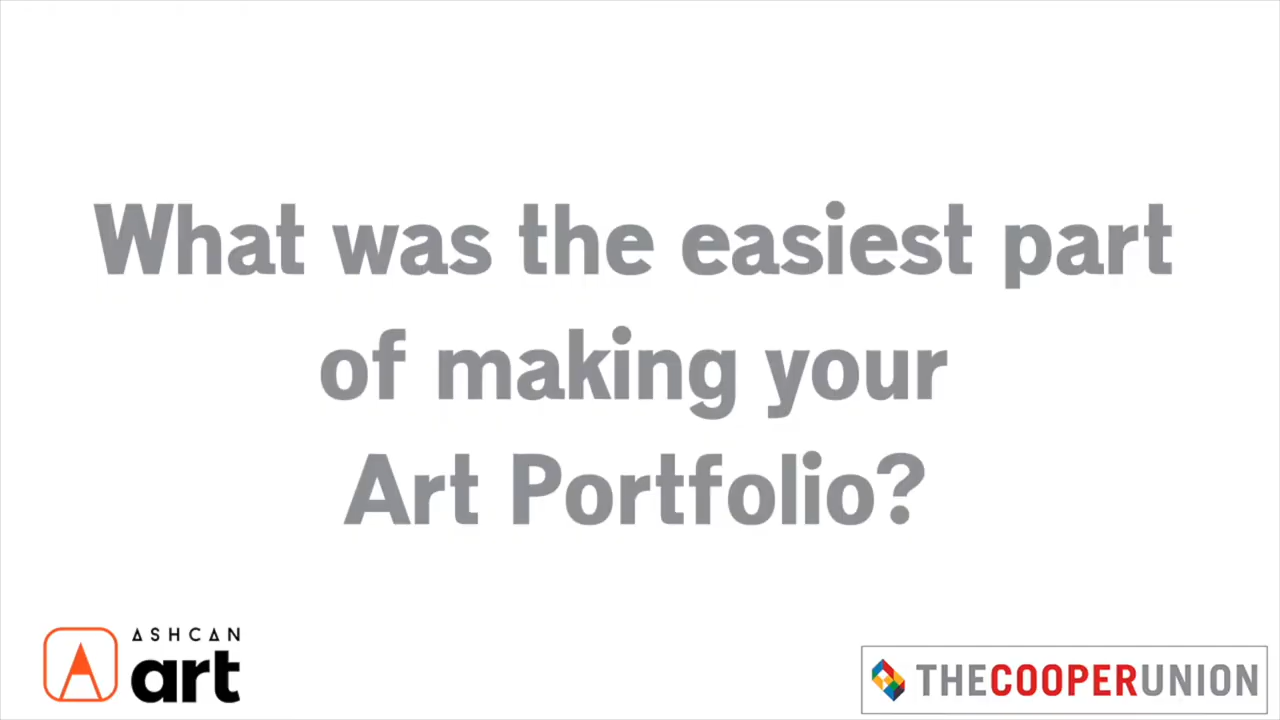 What was the easiest part
of making your
Art Portfolio?
ASHCAN
art
THECOOPERUNION